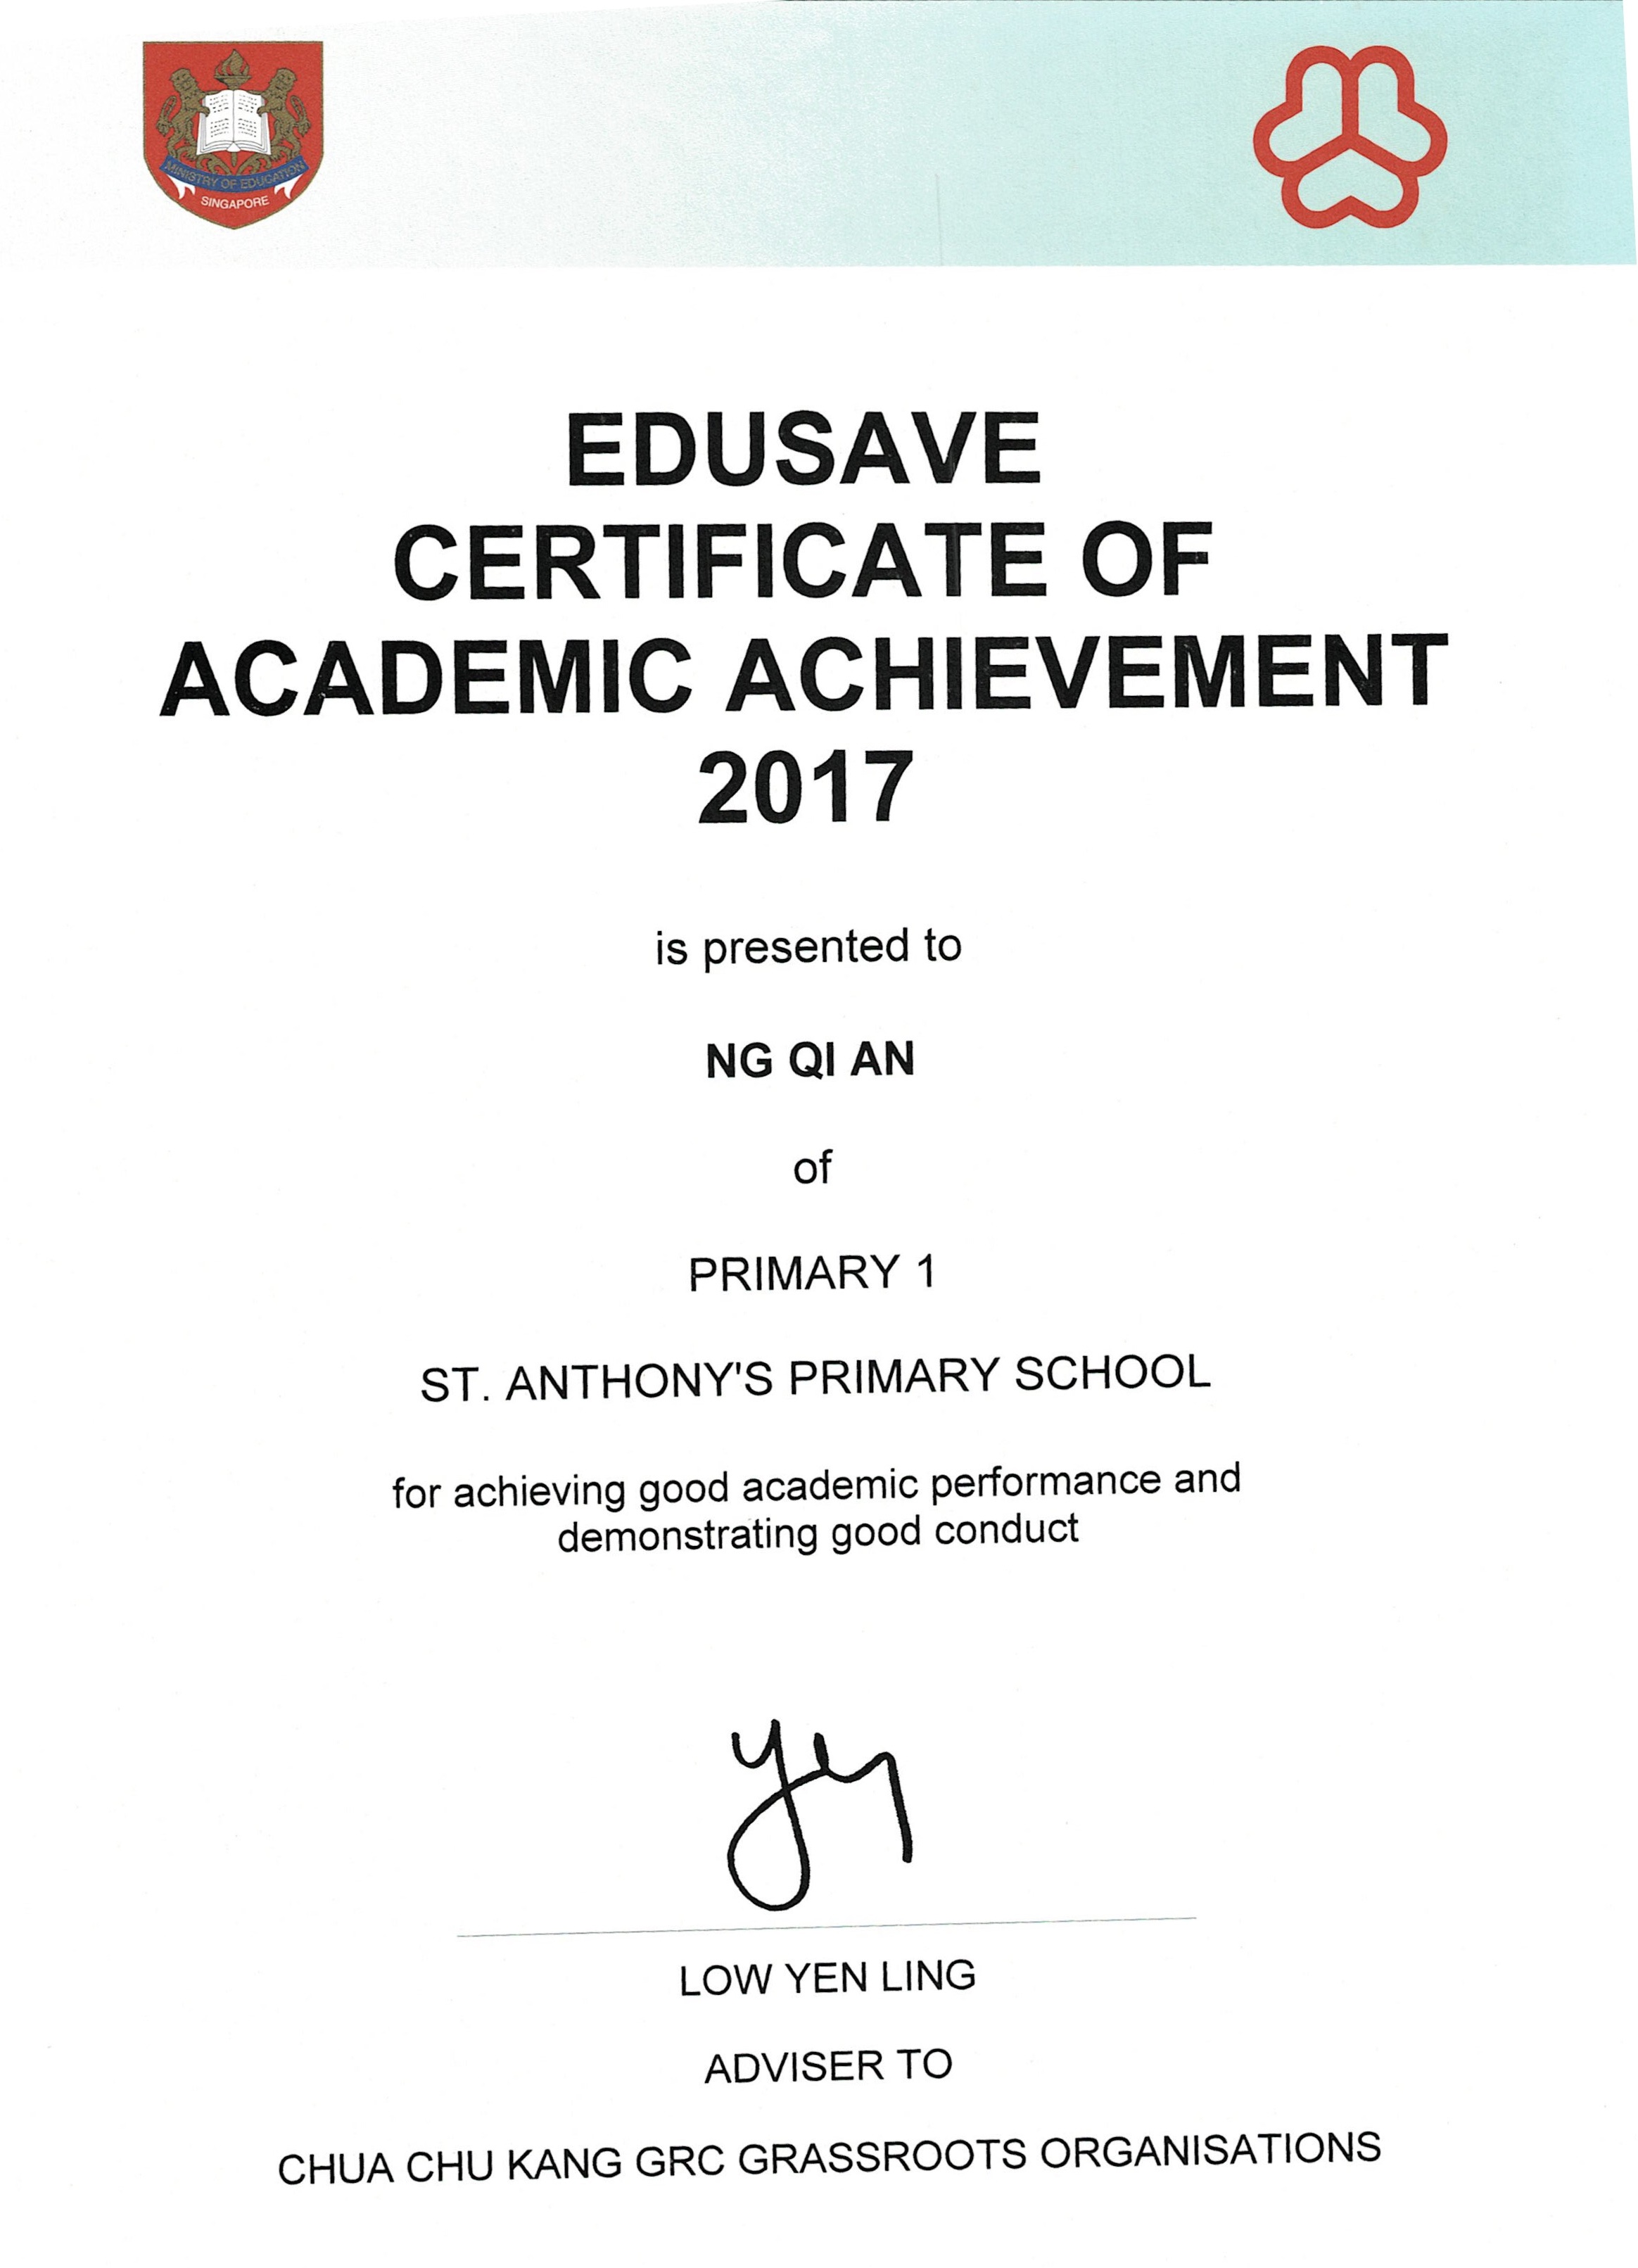 MINISTRY OF EDUCATION
SINGAPORE
EDUSAVE
CERTIFICATE OF
ACADEMIC ACHIEVEMENT
2017
is presented to
NG QI AN
of
PRIMARY 1
ST. ANTHONY'S PRIMARY SCHOOL
for achieving good academic performance and
demonstrating good conduct
LOW YEN LING
ADVISER TO
CHUA CHU KANG GRC GRASSROOTS ORGANISATIONS